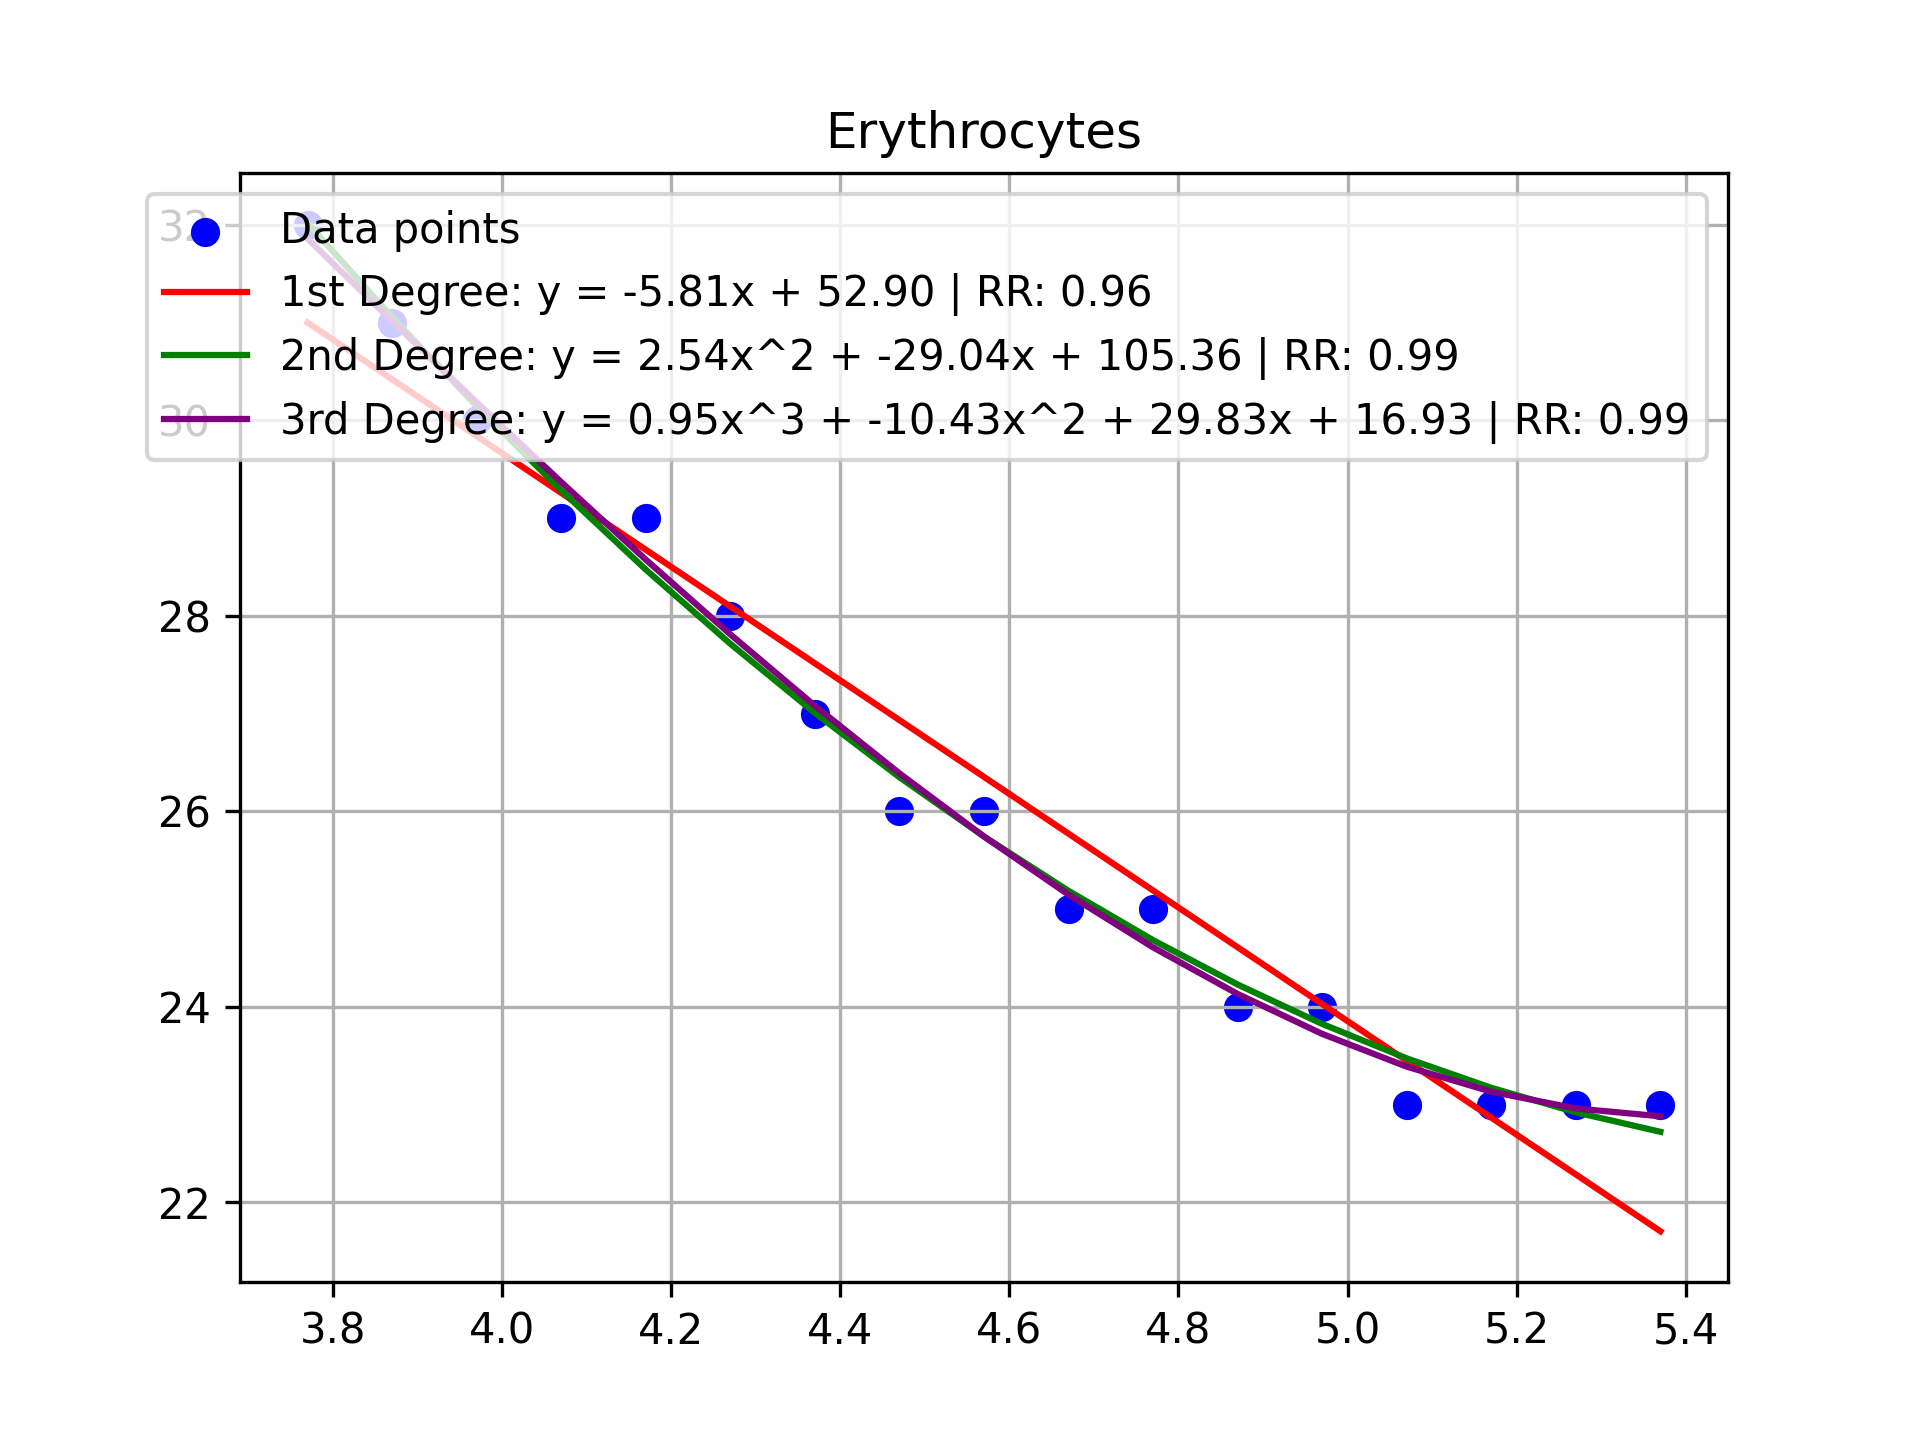 Erythrocytes
32
Data points
1st Degree: y = -5.81x + 52.90 | RR: 0.96
2nd Degree: y = 2.54x^2 + -29.04x + 105.36 | RR: 0.99
30
3rd Degree: y = 0.95x^3 + -10.43x^2 + 29.83x + 16.93 | RR: 0.99
28
26
24
22
3.8 4.0 4.2 4.4 4.6 4.8 5.0 5.2 5.4